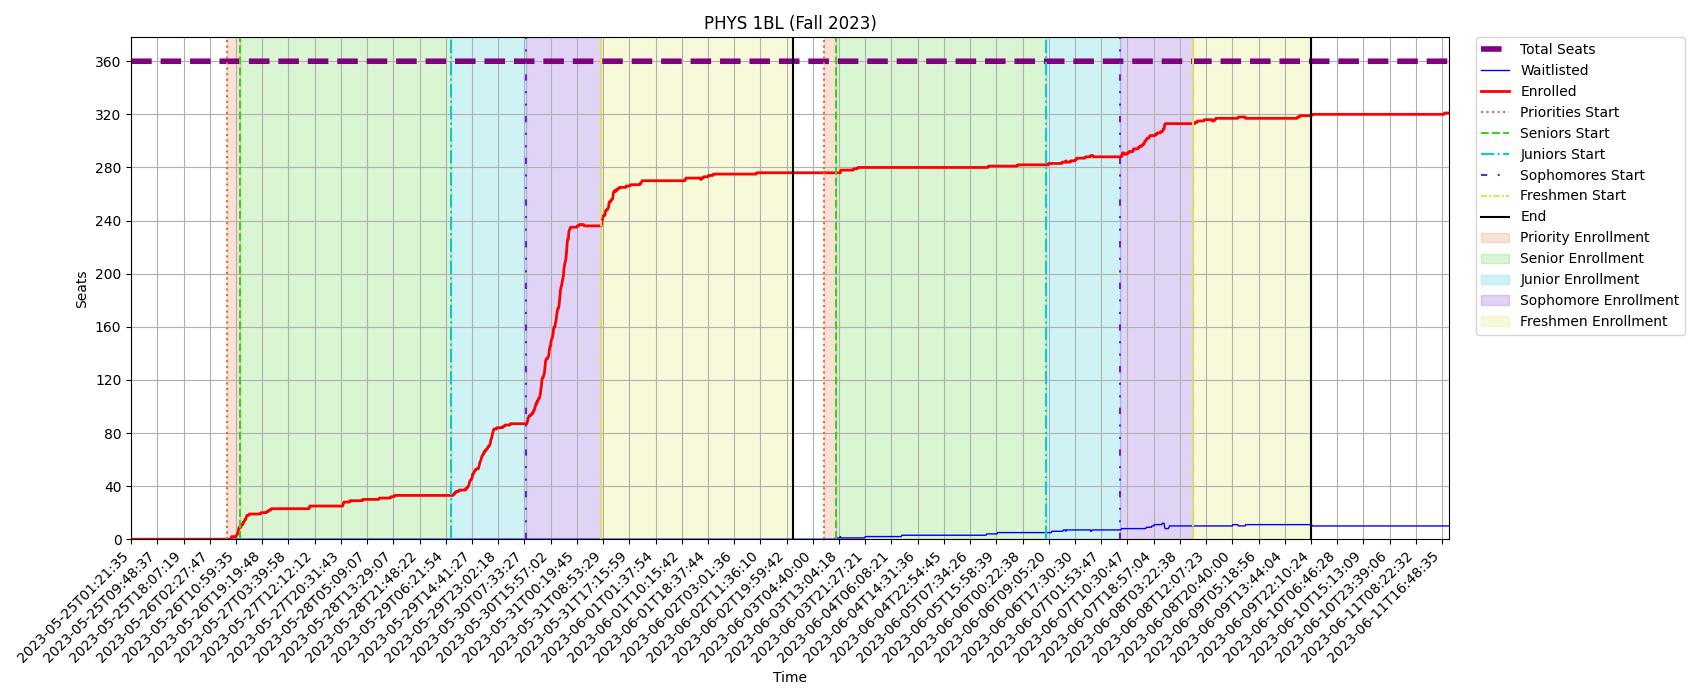 PHYS 1BL (Fall 2023)
Seats
360
320
280
240
200
160
120
80
40
0
2023-05-25T01:21:35
2023-05-25T09:48:37
2023-05-25T18:07:19
2023-05-26T02:27:47
2023-05-26T10:59:35
2023-05-26T19:19:48
2023-05-27T03:39:58
2023-05-27T12:12:12
2023-05-27T20:31:43
2023-05-28T05:09:07
2023-05-28T13:29:07
2023-05-28T21:48:22
2023-05-29T06:21:54
2023-05-29T14:41:27
2023-05-29T23:02:18
2023-05-30T07:33:27
2023-05-30T15:57:02
2023-05-31T00:19:45
2023-05-31T08:53:29
2023-05-31T17:15:59
2023-06-01T01:37:54
2023-06-01T10:15:42
2023-06-01T18:37:44
2023-06-02T03:01:36
2023-06-02T11:36:10
2023-06-02T19:59:42
2023-06-03T04:40:00
2023-06-03T13:04:18
2023-06-03T21:27:21
2023-06-04T06:08:21
2023-06-04T14:31:36
2023-06-04T22:54:45
2023-06-05T07:34:26
2023-06-05T15:58:39
2023-06-06T00:22:38
2023-06-06T09:05:20
2023-06-06T17:30:30
2023-06-07T01:53:47
2023-06-07T10:30:47
2023-06-07T18:57:04
2023-06-08T03:22:38
2023-06-08T12:07:23
2023-06-08T20:40:00
2023-06-09T05:18:56
2023-06-09T13:44:04
2023-06-09T22:10:24
2023-06-10T06:46:28
2023-06-10T15:13:09
2023-06-10T23:39:06
2023-06-11T08:22:32
2023-06-11T16:48:35
Time
Total Seats
Waitlisted
Enrolled
Priorities Start
Seniors Start
Juniors Start
Sophomores Start
Freshmen Start
End
Priority Enrollment
Senior Enrollment
Junior Enrollment
Sophomore Enrollment
Freshmen Enrollment